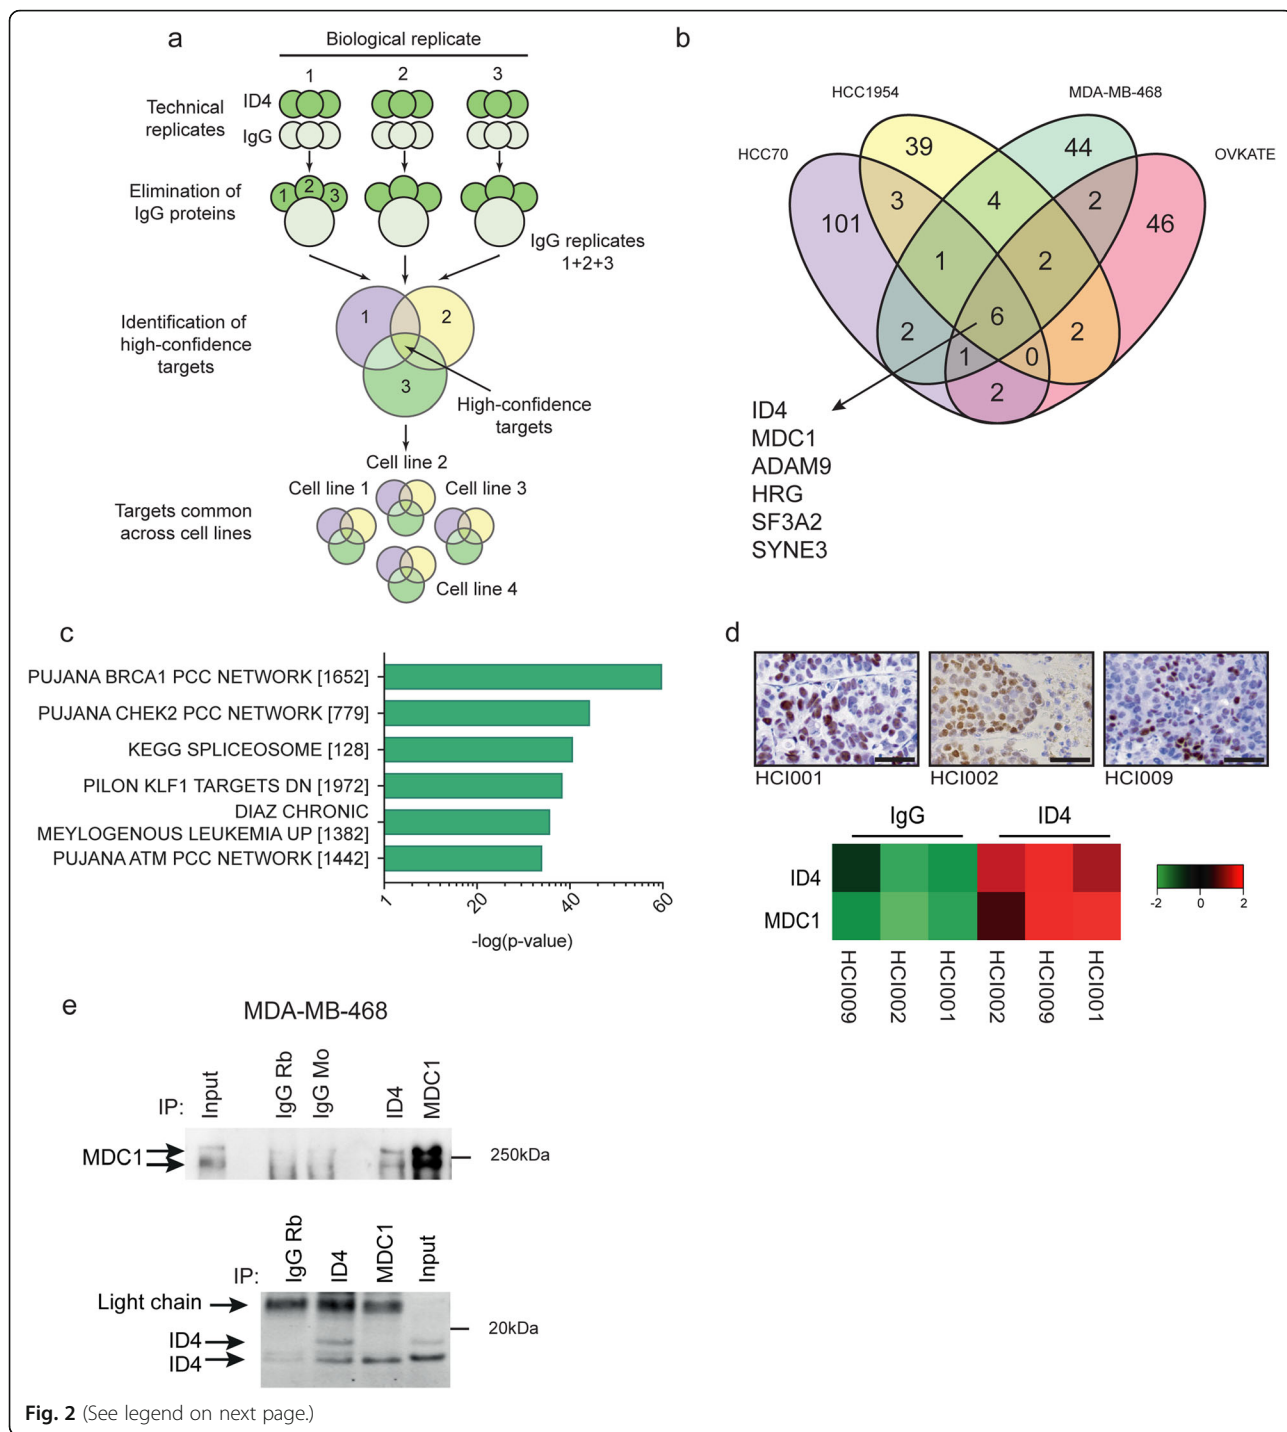 a
Biological replicate
1
2
3
Technical
replicates
ID4
IgG
Elimination of
IgG proteins
1
2
3
IgG replicates
1+2+3
Identification of
high-confidence
targets
1
2
3
High-confidence
targets
Cell line 2
Cell line 1
Cell line 3
Targets common
across cell lines
Cell line 4
b
HCC1954
MDA-MB-468
HCC70
OVKATE
39
44
3
4
2
101
46
1
2
6
2
1
0
2
2
ID4
MDC1
ADAM9
HRG
SF3A2
SYNE3
c
PUJANA BRCA1 PCC NETWORK [1652]
PUJANA CHEK2 PCC NETWORK [779]
KEGG SPLICEOSOME [128]
PILON KLF1 TARGETS DN [1972]
DIAZ CHRONIC
MEYLOGENOUS LEUKEMIA UP [1382]
PUJANA ATM PCC NETWORK [1442]
1
20
40
60
-log(p-value)
d
HCI001
HCI002
HCI009
IgG
ID4
ID4
MDC1
-2
0
2
HCI009
HCI002
HCI001
HCI002
HCI009
HCI001
e
MDA-MB-468
IP:
Input
IgG Rb
IgG Mo
ID4
MDC1
MDC1
250kDa
IP:
IgG Rb
ID4
MDC1
Input
Light chain
20kDa
ID4
ID4
Fig. 2 (See legend on next page.)